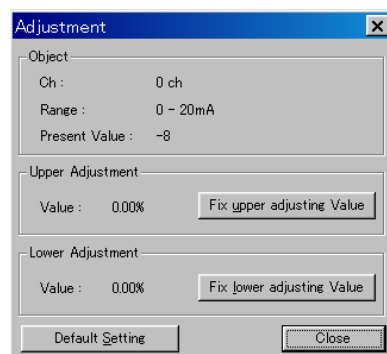 Adjustment
Object
Ch : 0 ch
Range : 0 - 20mA
Present Value : -8
Upper Adjustment
Value : 0.00% Fix upper adjusting Value
Lower Adjustment
Value : 0.00% Fix lower adjusting Value
Default Setting Close